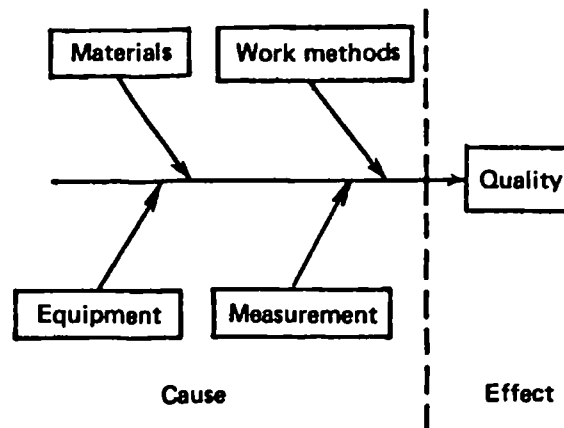 Materials
Work methods
Quality
Equipment
Measurement
Cause
Effect